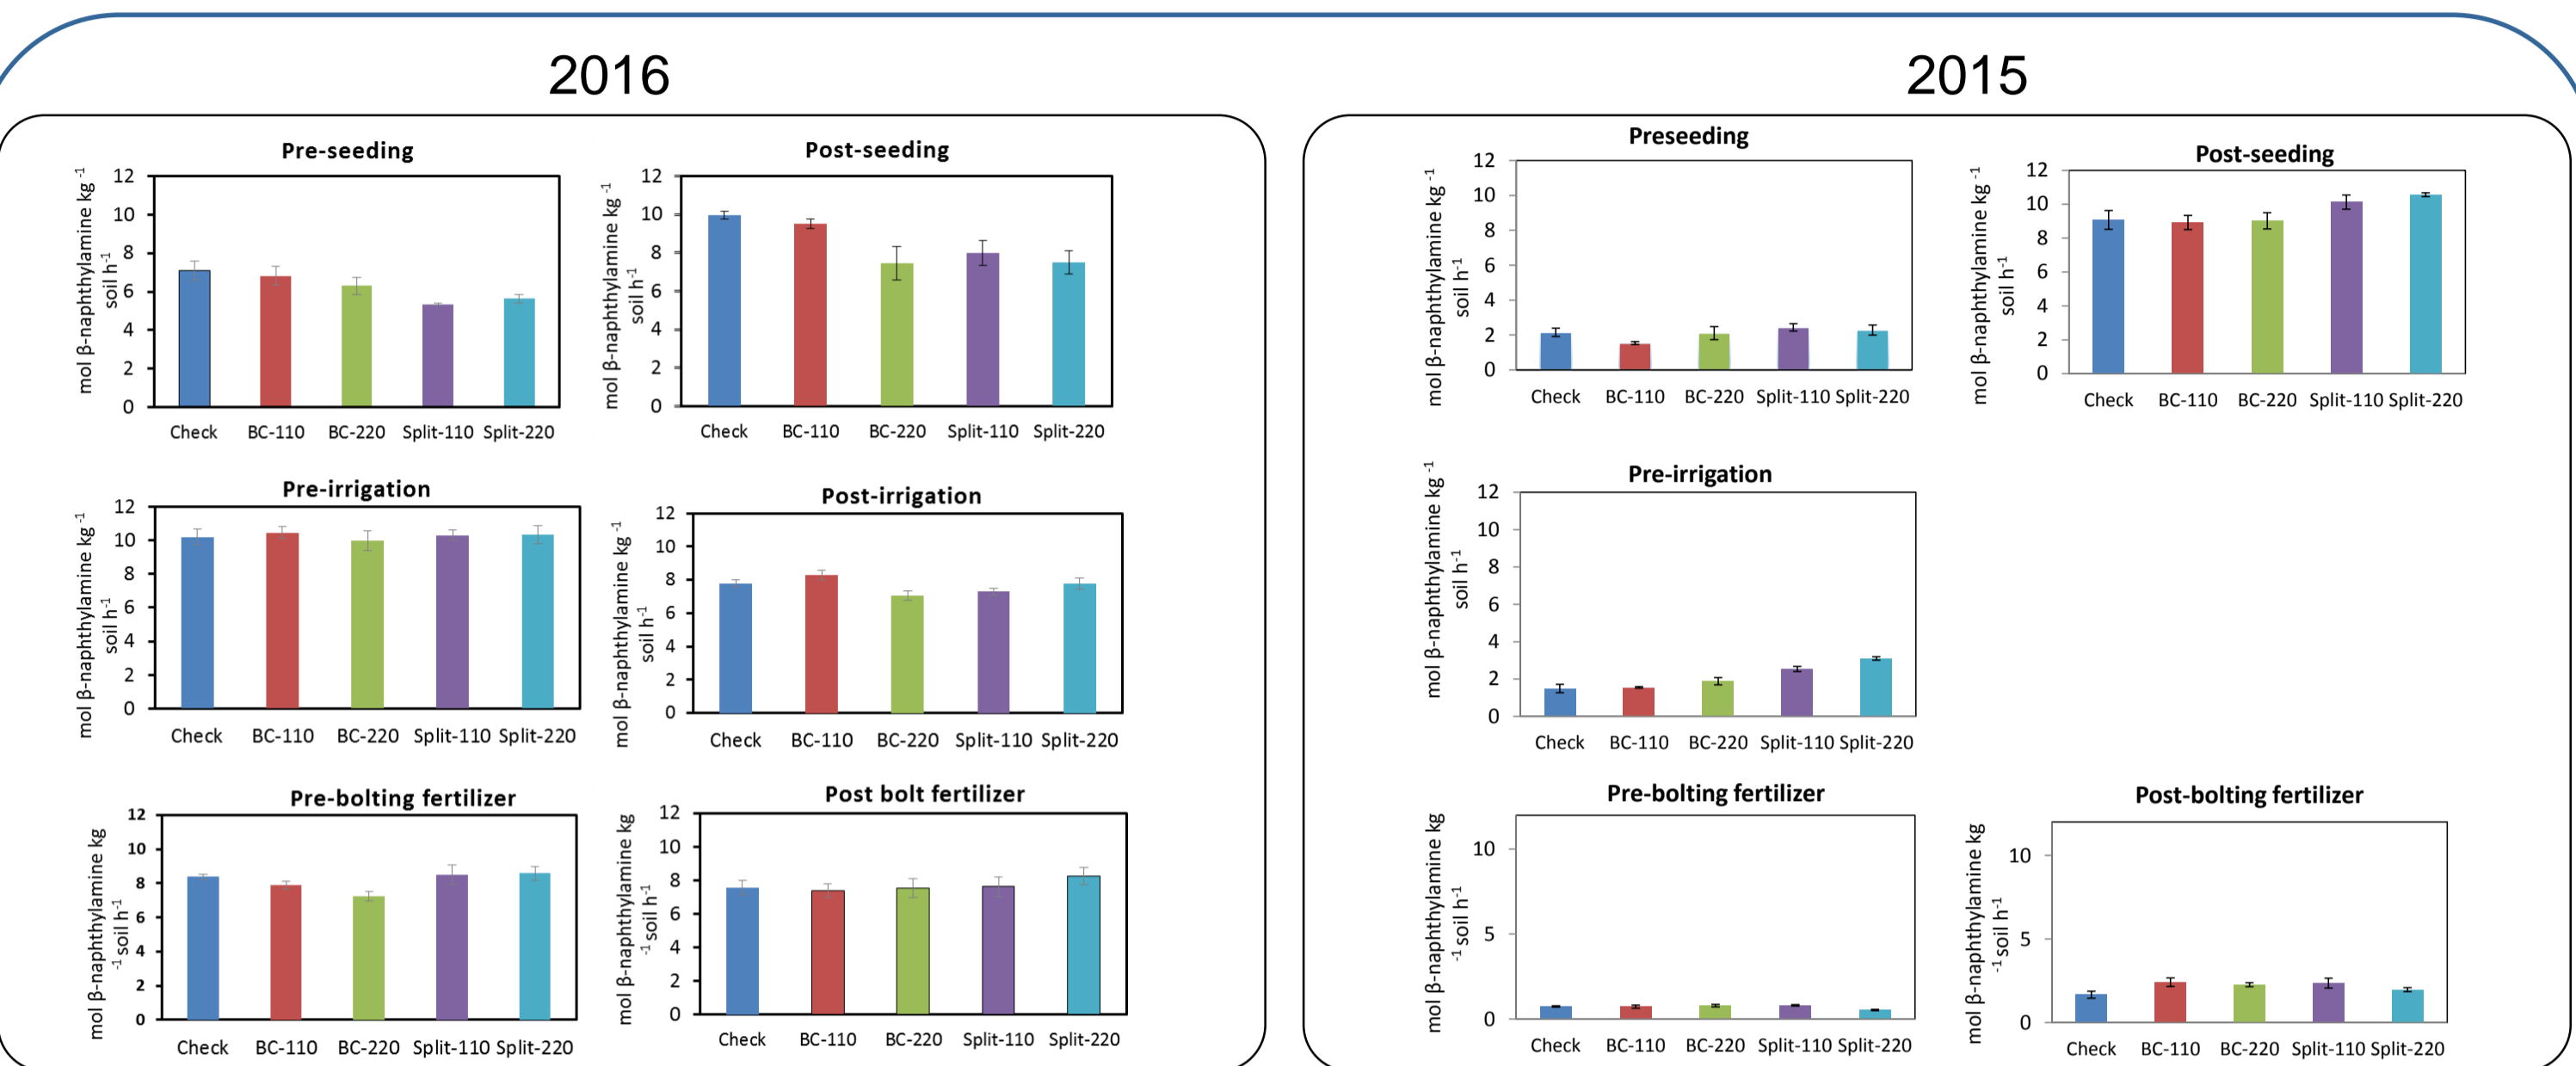 2016
2015
Pre-seeding
mol β-naphthylamine kg -1
soil h-1
12
10
8
6
4
2
0
Check BC-110 BC-220 Split-110 Split-220
Post-seeding
mol β-naphthylamine kg -1
soil h-1
12
10
8
6
4
2
0
Check BC-110 BC-220 Split-110 Split-220
Preseeding
mol β-naphthylamine kg -1
soil h-1
12
10
8
6
4
2
0
Check BC-110 BC-220 Split-110 Split-220
Post-seeding
mol β-naphthylamine kg -1
soil h-1
12
10
8
6
4
2
0
Check BC-110 BC-220 Split-110 Split-220
Pre-irrigation
mol β-naphthylamine kg -1
soil h-1
12
10
8
6
4
2
0
Check BC-110 BC-220 Split-110 Split-220
Post-irrigation
mol β-naphthylamine kg -1
soil h-1
12
10
8
6
4
2
0
Check BC-110 BC-220 Split-110 Split-220
Pre-irrigation
mol β-naphthylamine kg -1
soil h-1
12
10
8
6
4
2
0
Check BC-110 BC-220 Split-110 Split-220
Pre-bolting fertilizer
mol β-naphthylamine kg
-1 soil h-1
12
10
8
6
4
2
0
Check BC-110 BC-220 Split-110 Split-220
Post bolt fertilizer
mol β-naphthylamine kg
-1 soil h-1
12
10
8
6
4
2
0
Check BC-110 BC-220 Split-110 Split-220
Pre-bolting fertilizer
mol β-naphthylamine kg
-1 soil h-1
10
5
0
Check BC-110 BC-220 Split-110 Split-220
Post-bolting fertilizer
mol β-naphthylamine kg
-1 soil h-1
10
5
0
Check BC-110 BC-220 Split-110 Split-220